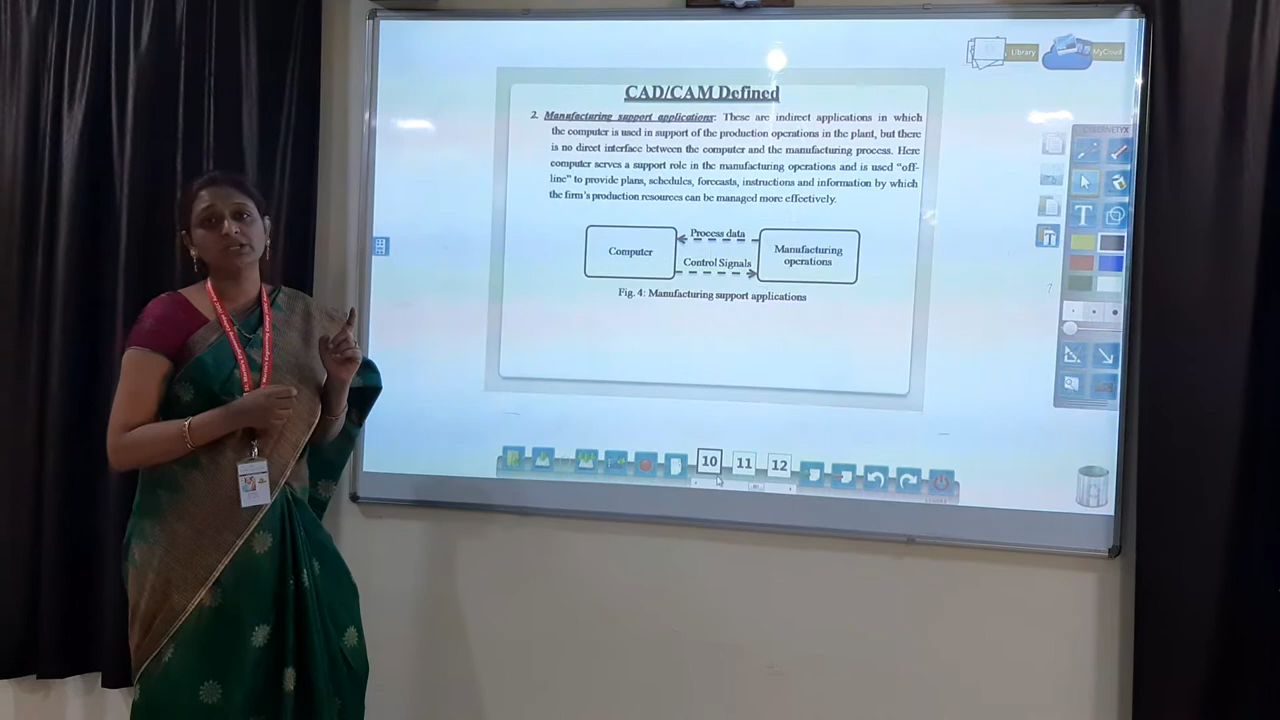 Library
MyCloud
CAD/CAM Defined
2. Manufacturing support applications: These are indirect applications in which
the computer is used in support of the production operations in the plant, but there
is no direct interface between the computer and the manufacturing process. Here
computer serves a support role in the manufacturing operations and is used “off-
line” to provide plans, schedules, forecasts, instructions and information by which
the firm's production resources can be managed more effectively.
CYBERNETYX
Computer
Process data
Control Signals
Manufacturing
operations
Fig. 4: Manufacturing support applications
T
T
10
11
12